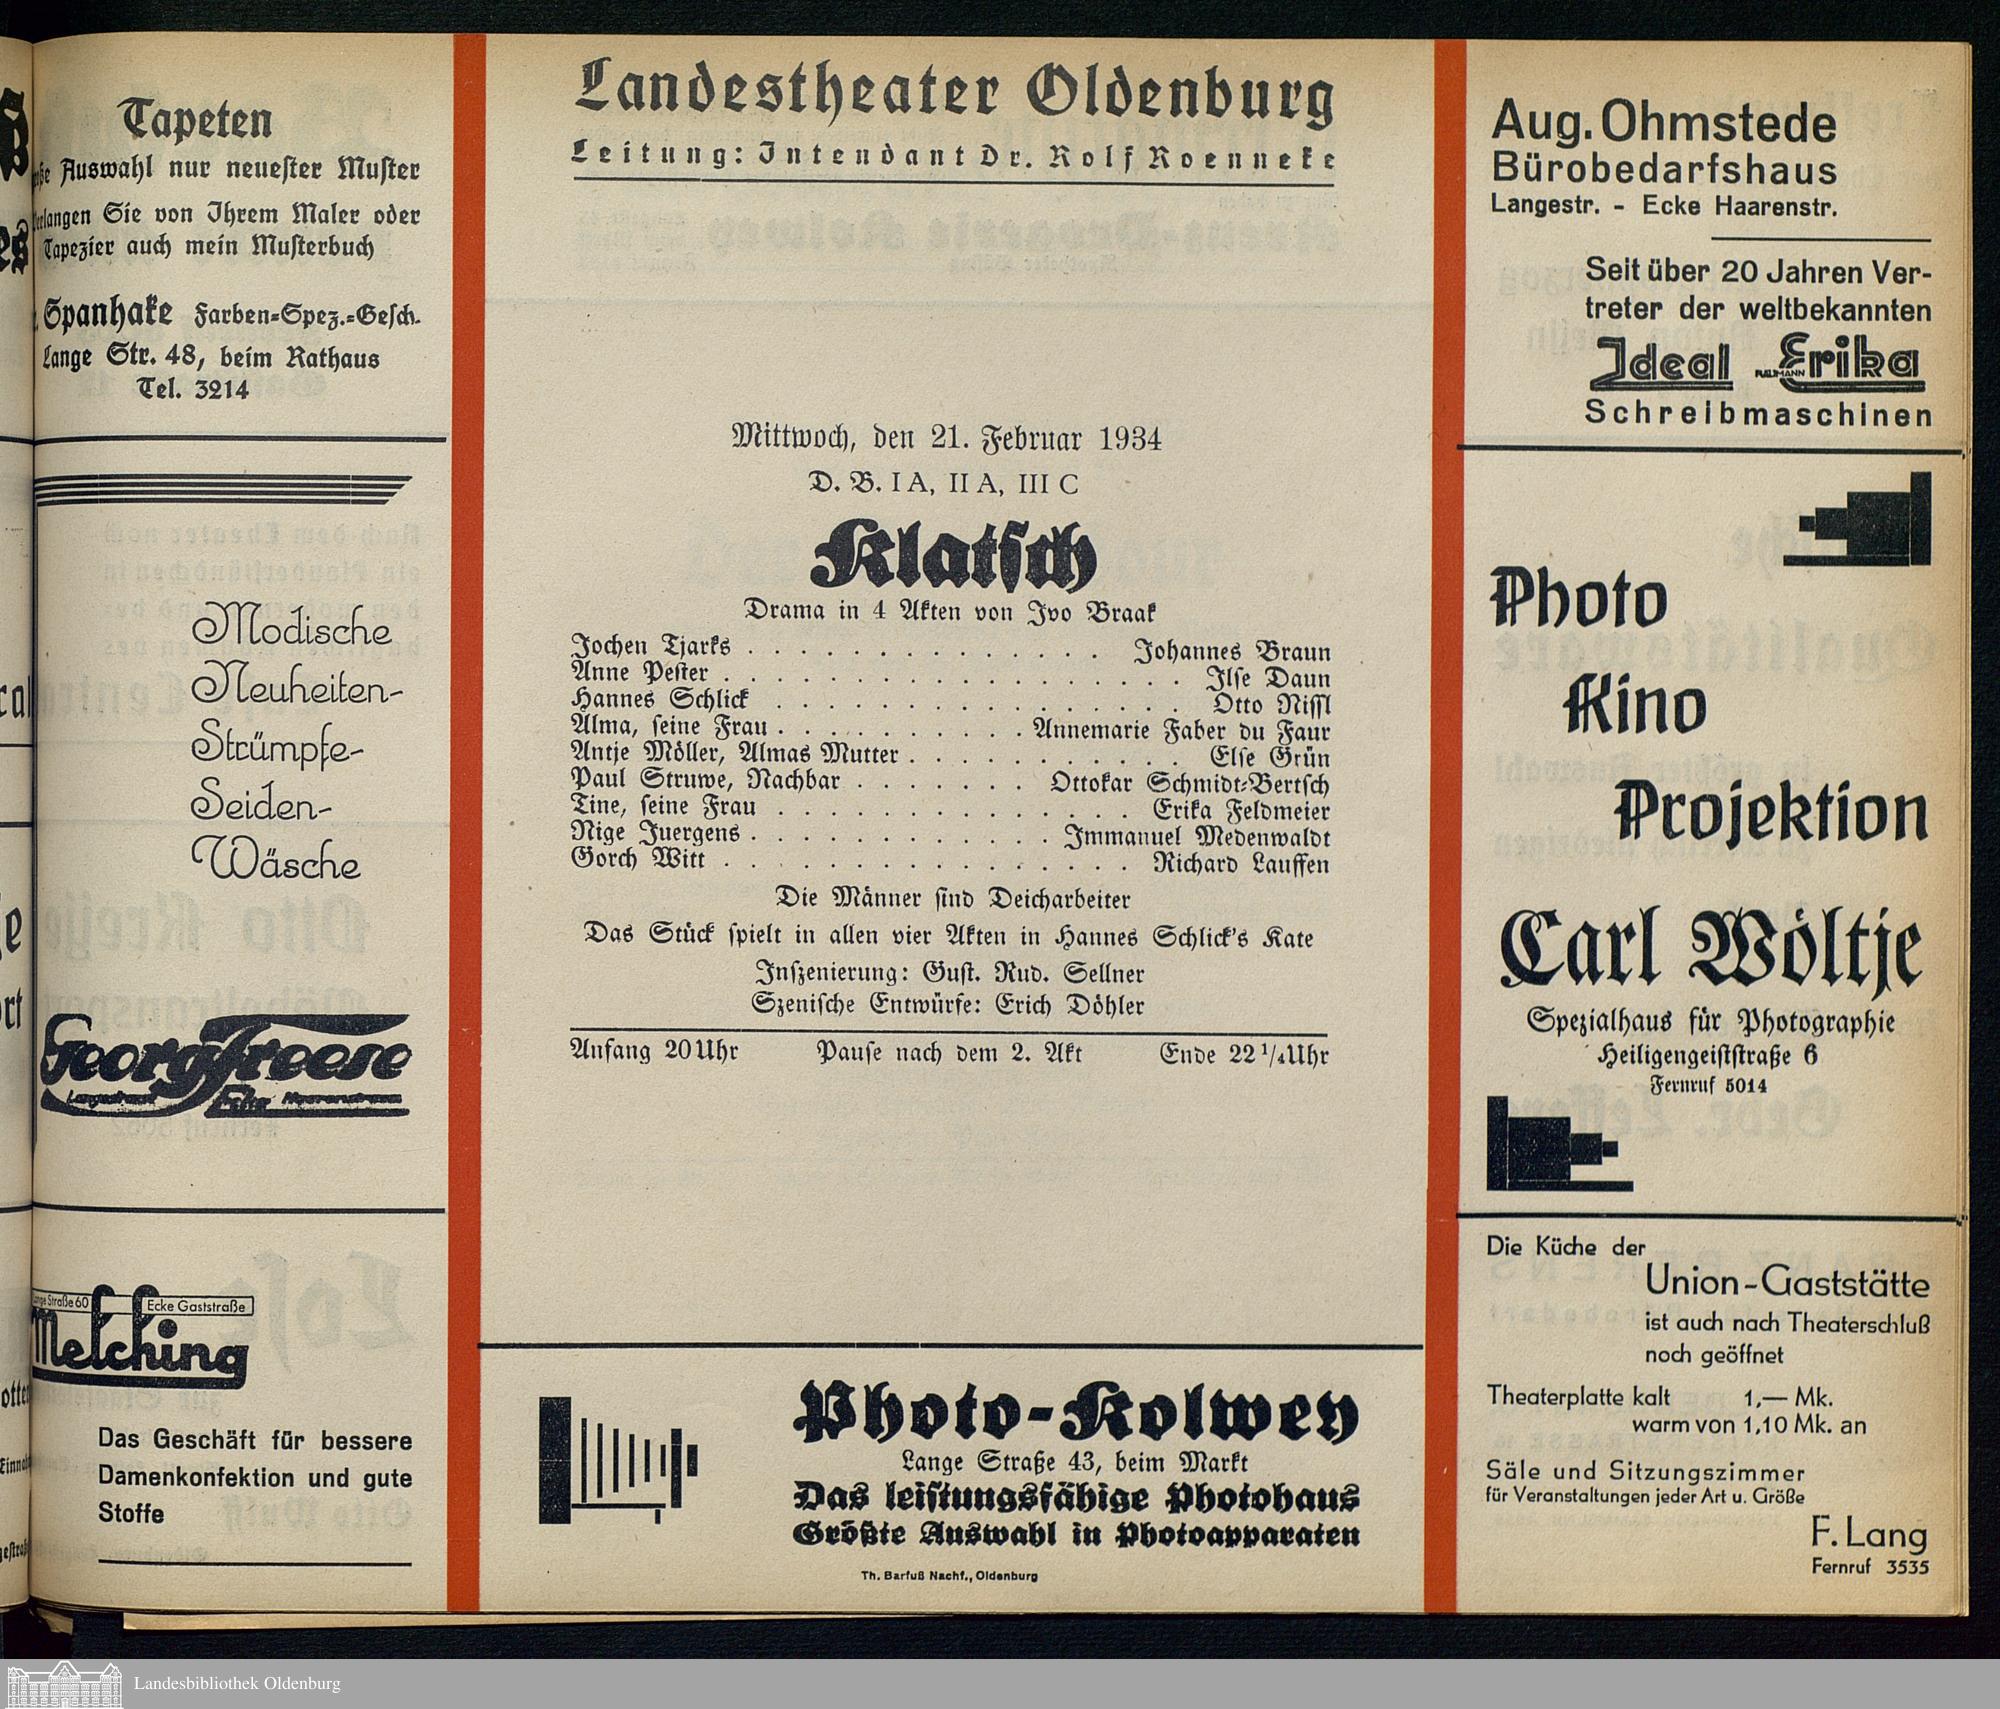 Tapeten
Auswahl nur neuester Muster
Verlangen Sie von Ihrem Maler oder
Tapezier auch mein Musterbuch
Spanhake Farben-Spez.-Gesch.
Lange Str. 48, beim Rathaus
Tel. 3214
Modische
Neuheiten-
Strümpfe-
Seiden-
Wäsche
Georg Freese
Langestrasse Ecke Haarenstrasse
Lange Straße 60 Ecke Gaststraße
Melching
Das Geschäft für bessere
Damenkonfektion und gute
Stoffe
Landestheater Oldenburg
Leitung: Intendant Dr. Rolf Roenneke
Mittwoch, den 21. Februar 1934
D. B. I A, II A, III C
Klatsch
Drama in 4 Akten von Ivo Braak
Jochen Tjarks . . . . . . . . . . . . . . Johannes Braun
Anne Pester . . . . . . . . . . . . . . . . . . Ilse Daun
Hannes Schlick . . . . . . . . . . . . . . . . Otto Nissl
Alma, seine Frau . . . . . . . . . . Annemarie Faber du Faur
Antje Möller, Almas Mutter . . . . . . . . . . . Else Grün
Paul Struwe, Nachbar . . . . . . . Ottokar Schmidt-Bertsch
Tine, seine Frau . . . . . . . . . . . . . . Erika Feldmeier
Nige Juergens . . . . . . . . . . . . Immanuel Medenwaldt
Gorch Witt . . . . . . . . . . . . . . . . Richard Lauffen
Die Männer sind Deicharbeiter
Das Stück spielt in allen vier Akten in Hannes Schlick's Kate
Inszenierung: Gust. Rud. Sellner
Szenische Entwürfe: Erich Döhler
Anfang 20 Uhr Pause nach dem 2. Akt Ende 22 1/4 Uhr
Photo-Kolwey
Lange Straße 43, beim Markt
Das leistungsfähige Photohaus
Größte Auswahl in Photoapparaten
Th. Barfuß Nachf., Oldenburg
Aug. Ohmstede
Bürobedarfshaus
Langestr. - Ecke Haarenstr.
Seit über 20 Jahren Ver-
treter der weltbekannten
Ideal NAUMANN Erika
Schreibmaschinen
Photo
Kino
Projektion
Carl Wöltje
Spezialhaus für Photographie
Heiligengeiststraße 6
Fernruf 5014
Die Küche der
Union-Gaststätte
ist auch nach Theaterschluß
noch geöffnet
Theaterplatte kalt 1,— Mk.
warm von 1,10 Mk. an
Säle und Sitzungszimmer
für Veranstaltungen jeder Art u. Größe
F. Lang
Fernruf 3535
Landesbibliothek Oldenburg